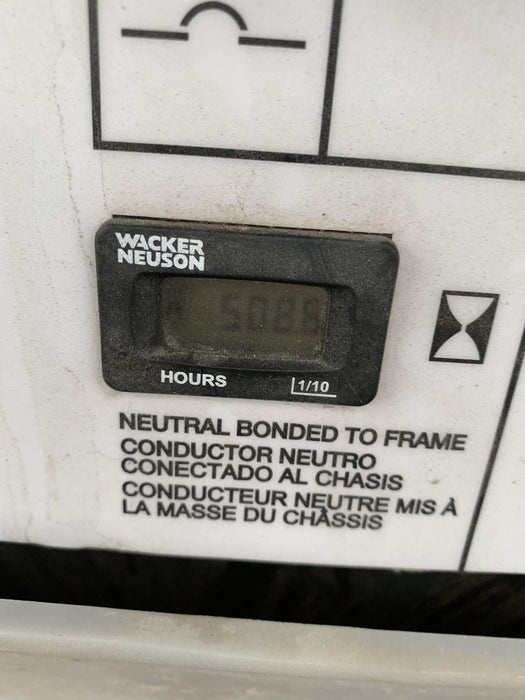 WACKER
NEUSON
HOURS
1/10
NEUTRAL BONDED TO FRAME
CONDUCTOR NEUTRO
CONECTADO AL CHASIS
CONDUCTEUR NEUTRE MIS À
LA MASSE DU CHÂSSIS